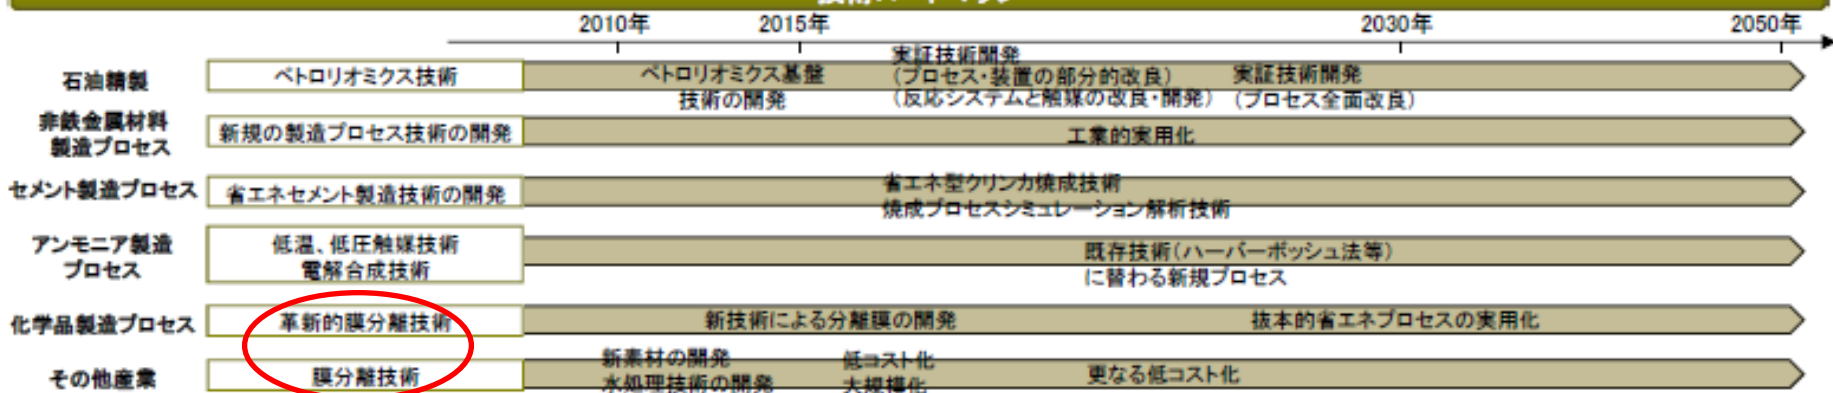 2010年 2015年 2030年 2050年
石油精製
ペトロリオミクス技術
ペトロリオミクス基盤
技術の開発
実証技術開発
(プロセス・装置の部分的改良)
(反応システムと触媒の改良・開発)
実証技術開発
(プロセス全面改良)
非鉄金属材料
製造プロセス
新規の製造プロセス技術の開発
工業的実用化
セメント製造プロセス
省エネセメント製造技術の開発
省エネ型クリンカ焼成技術
焼成プロセスシミュレーション解析技術
アンモニア製造
プロセス
低温、低圧触媒技術
電解合成技術
既存技術(ハーバーボッシュ法等)
に替わる新規プロセス
化学品製造プロセス
革新的膜分離技術
新技術による分離膜の開発
抜本的省エネプロセスの実用化
その他産業
膜分離技術
新素材の開発
水処理技術の開発
低コスト化
大規模化
更なる低コスト化